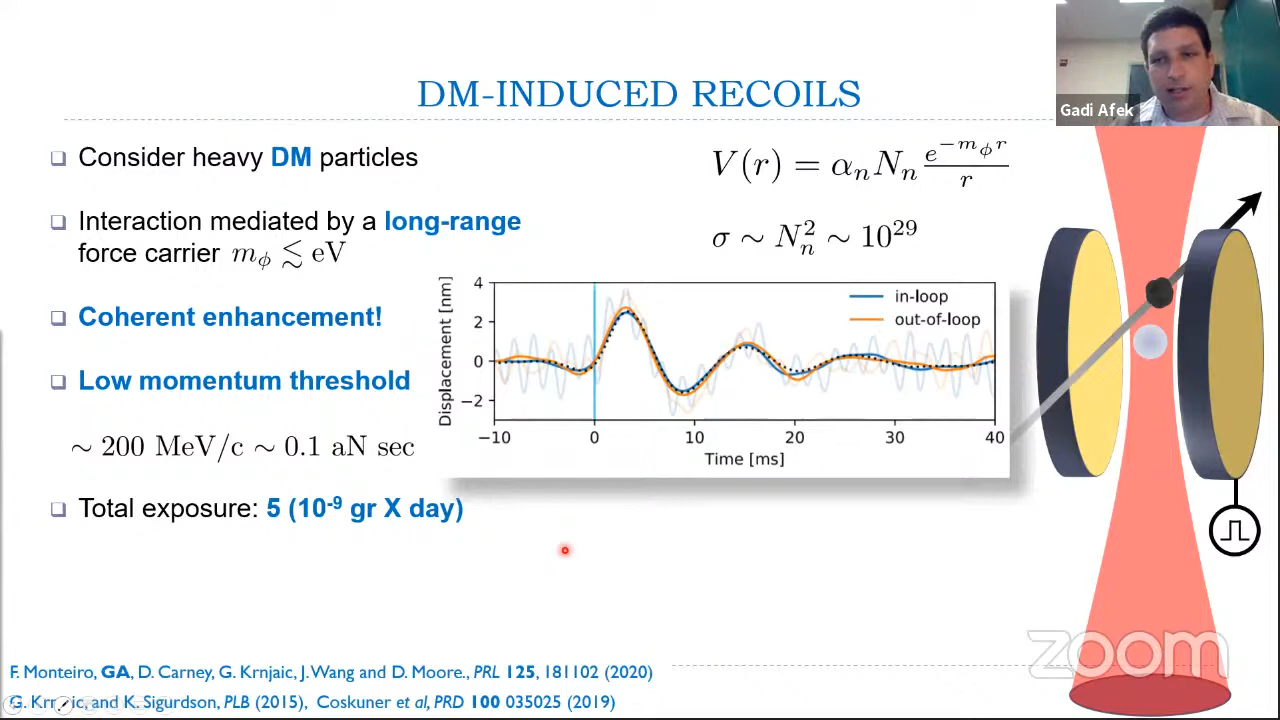 Gadi Afek
DM-INDUCED RECOILS
❑ Consider heavy DM particles
❑ Interaction mediated by a long-range
force carrier m_ϕ ≲ eV
❑ Coherent enhancement!
❑ Low momentum threshold
∼ 200 MeV/c ∼ 0.1 aN sec
❑ Total exposure: 5 (10⁻⁹ gr X day)
V(r) = α_n N_n e^{−m_ϕ r} / r
σ ∼ N_n² ∼ 10²⁹
Displacement [nm]
4
2
0
−2
in-loop
out-of-loop
−10 0 10 20 30 40
Time [ms]
zoom
F. Monteiro, GA, D. Carney, G. Krnjaic, J. Wang and D. Moore., PRL 125, 181102 (2020)
G. Krnjaic, and K. Sigurdson, PLB (2015), Coskuner et al, PRD 100 035025 (2019)